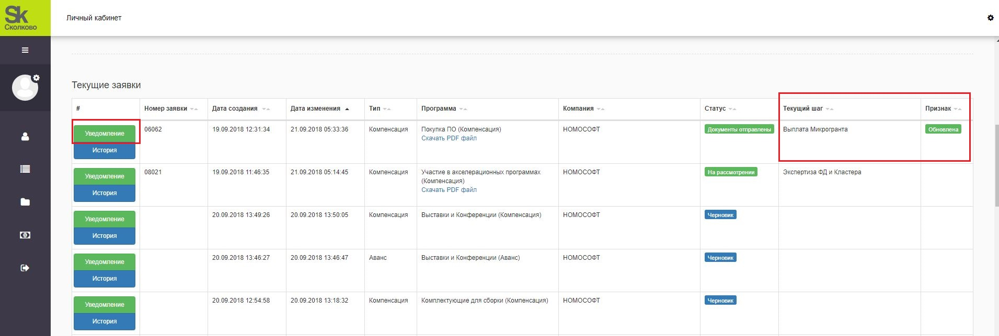 Sk
Сколково
Личный кабинет
Текущие заявки
# Номер заявки Дата создания Дата изменения Тип Программа Компания Статус Текущий шаг Признак
Уведомление 06062 19.09.2018 12:31:34 21.09.2018 05:33:36 Компенсация Покупка ПО (Компенсация) НОМОСОФТ Документы отправлены Выплата Микрогранта Обновлена
Скачать PDF файл
История
Уведомление 08021 19.09.2018 11:46:35 21.09.2018 05:14:45 Компенсация Участие в акселерационных программах НОМОСОФТ На рассмотрении Экспертиза ФД и Кластера
(Компенсация)
Скачать PDF файл
История
Уведомление 20.09.2018 13:49:26 20.09.2018 13:50:05 Компенсация Выставки и Конференции (Компенсация) НОМОСОФТ Черновик
История
Уведомление 20.09.2018 13:46:27 20.09.2018 13:46:47 Аванс Выставки и Конференции (Аванс) НОМОСОФТ Черновик
История
Уведомление 20.09.2018 12:54:58 20.09.2018 13:18:32 Компенсация Комплектующие для сборки (Компенсация) НОМОСОФТ Черновик
История